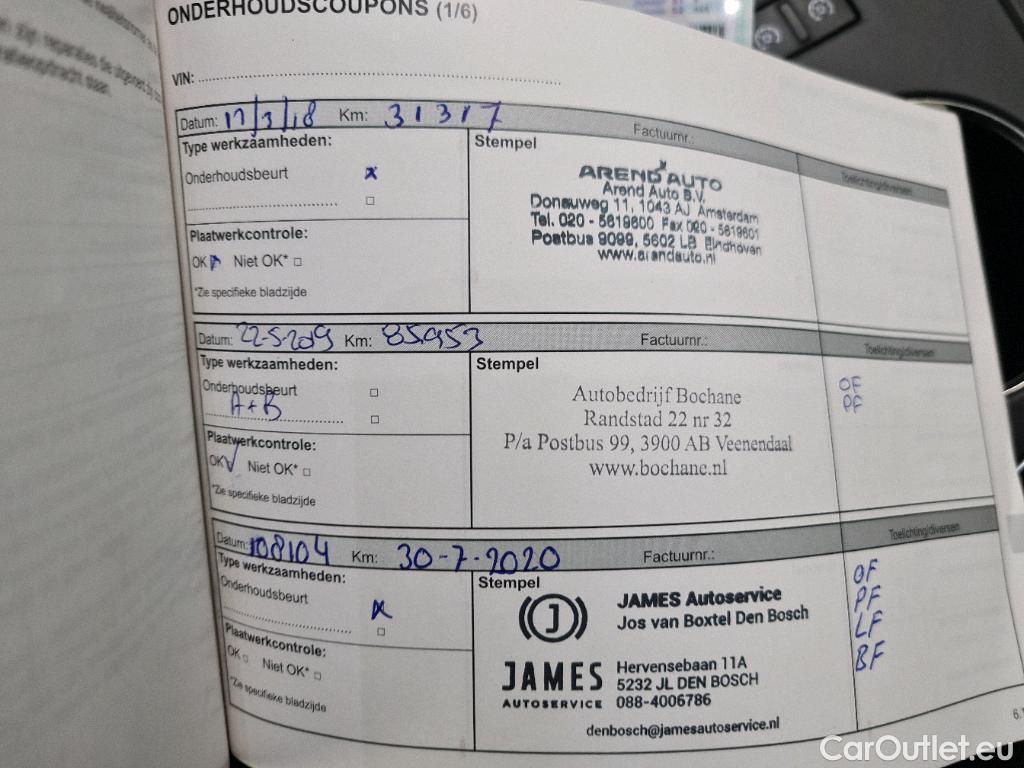 ONDERHOUDSCOUPONS (1/6)
VIN:
Datum: 17/3/18 Km: 31317 Factuurnr.:
Type werkzaamheden:
Stempel
Toelichting/diversen
Onderhoudsbeurt x
AREND AUTO
Arend Auto B.V.
Donauweg 11, 1043 AJ Amsterdam
Tel. 020 - 5819800 Fax 020 - 5819801
Postbus 9099, 5602 LB Eindhoven
www.arendauto.nl
Plaatwerkcontrole:
OK Niet OK*
*Zie specifieke bladzijde
Datum: 22-5-2019 Km: 85953 Factuurnr.:
Toelichting/diversen
Type werkzaamheden:
Stempel
Onderhoudsbeurt
A+B
OF
PF
Autobedrijf Bochane
Randstad 22 nr 32
P/a Postbus 99, 3900 AB Veenendaal
www.bochane.nl
Plaatwerkcontrole:
OK Niet OK*
*Zie specifieke bladzijde
Datum: 108104 Km: 30-7-2020 Factuurnr.:
Toelichting/diversen
Type werkzaamheden:
Stempel
Onderhoudsbeurt x
OF
PF
LF
BF
J
JAMES Autoservice
Jos van Boxtel Den Bosch
JAMES
AUTOSERVICE
Hervensebaan 11A
5232 JL DEN BOSCH
088-4006786
denbosch@jamesautoservice.nl
Plaatwerkcontrole:
OK Niet OK*
*Zie specifieke bladzijde
CarOutlet.eu